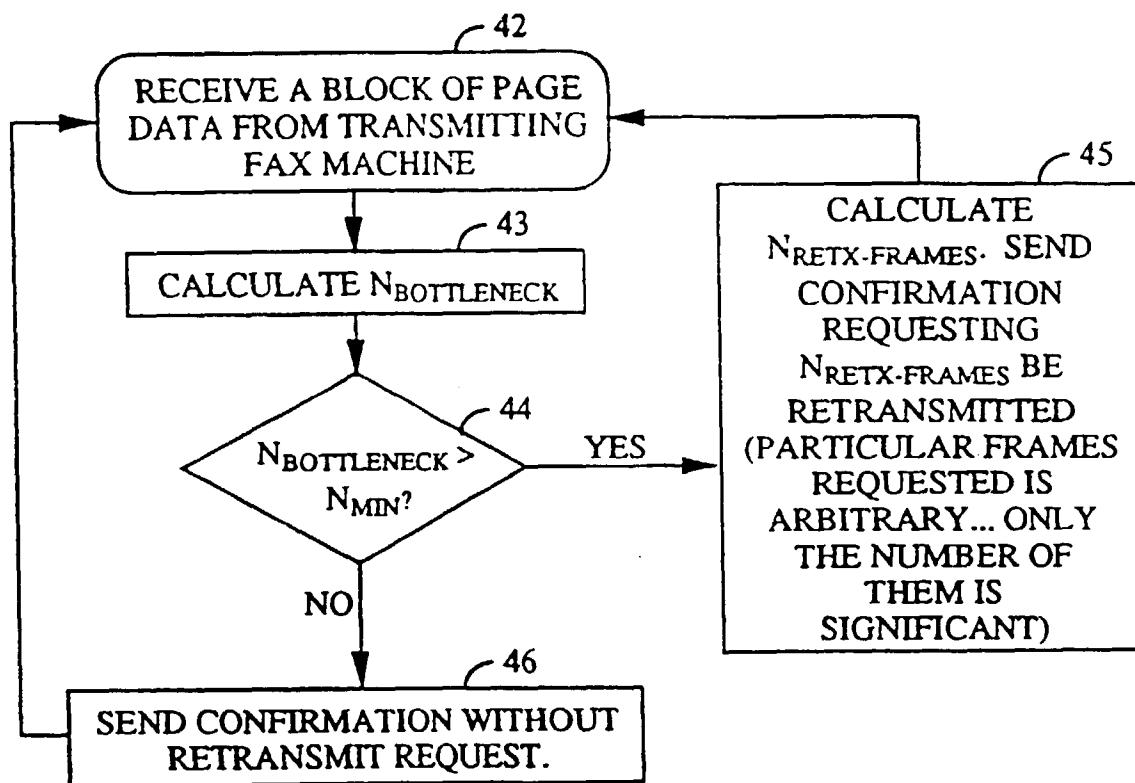 42
RECEIVE A BLOCK OF PAGE
DATA FROM TRANSMITTING
FAX MACHINE
43
CALCULATE NBOTTLENECK
44
NBOTTLENECK >
NMIN?
YES
NO
45
CALCULATE
NRETX-FRAMES. SEND
CONFIRMATION
REQUESTING
NRETX-FRAMES BE
RETRANSMITTED
(PARTICULAR FRAMES
REQUESTED IS
ARBITRARY... ONLY
THE NUMBER OF
THEM IS
SIGNIFICANT)
46
SEND CONFIRMATION WITHOUT
RETRANSMIT REQUEST.